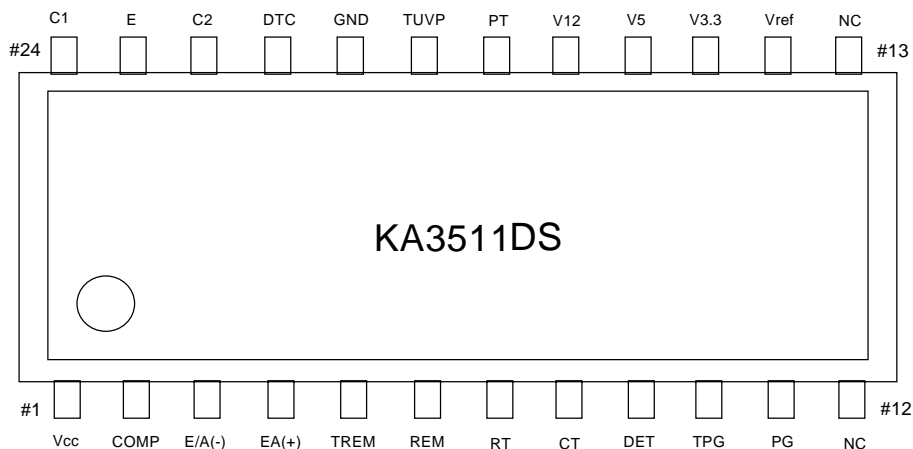 C1 E C2 DTC GND TUVP PT V12 V5 V3.3 Vref NC
#24 #13
KA3511DS
#1 #12
Vcc COMP E/A(-) EA(+) TREM REM RT CT DET TPG PG NC